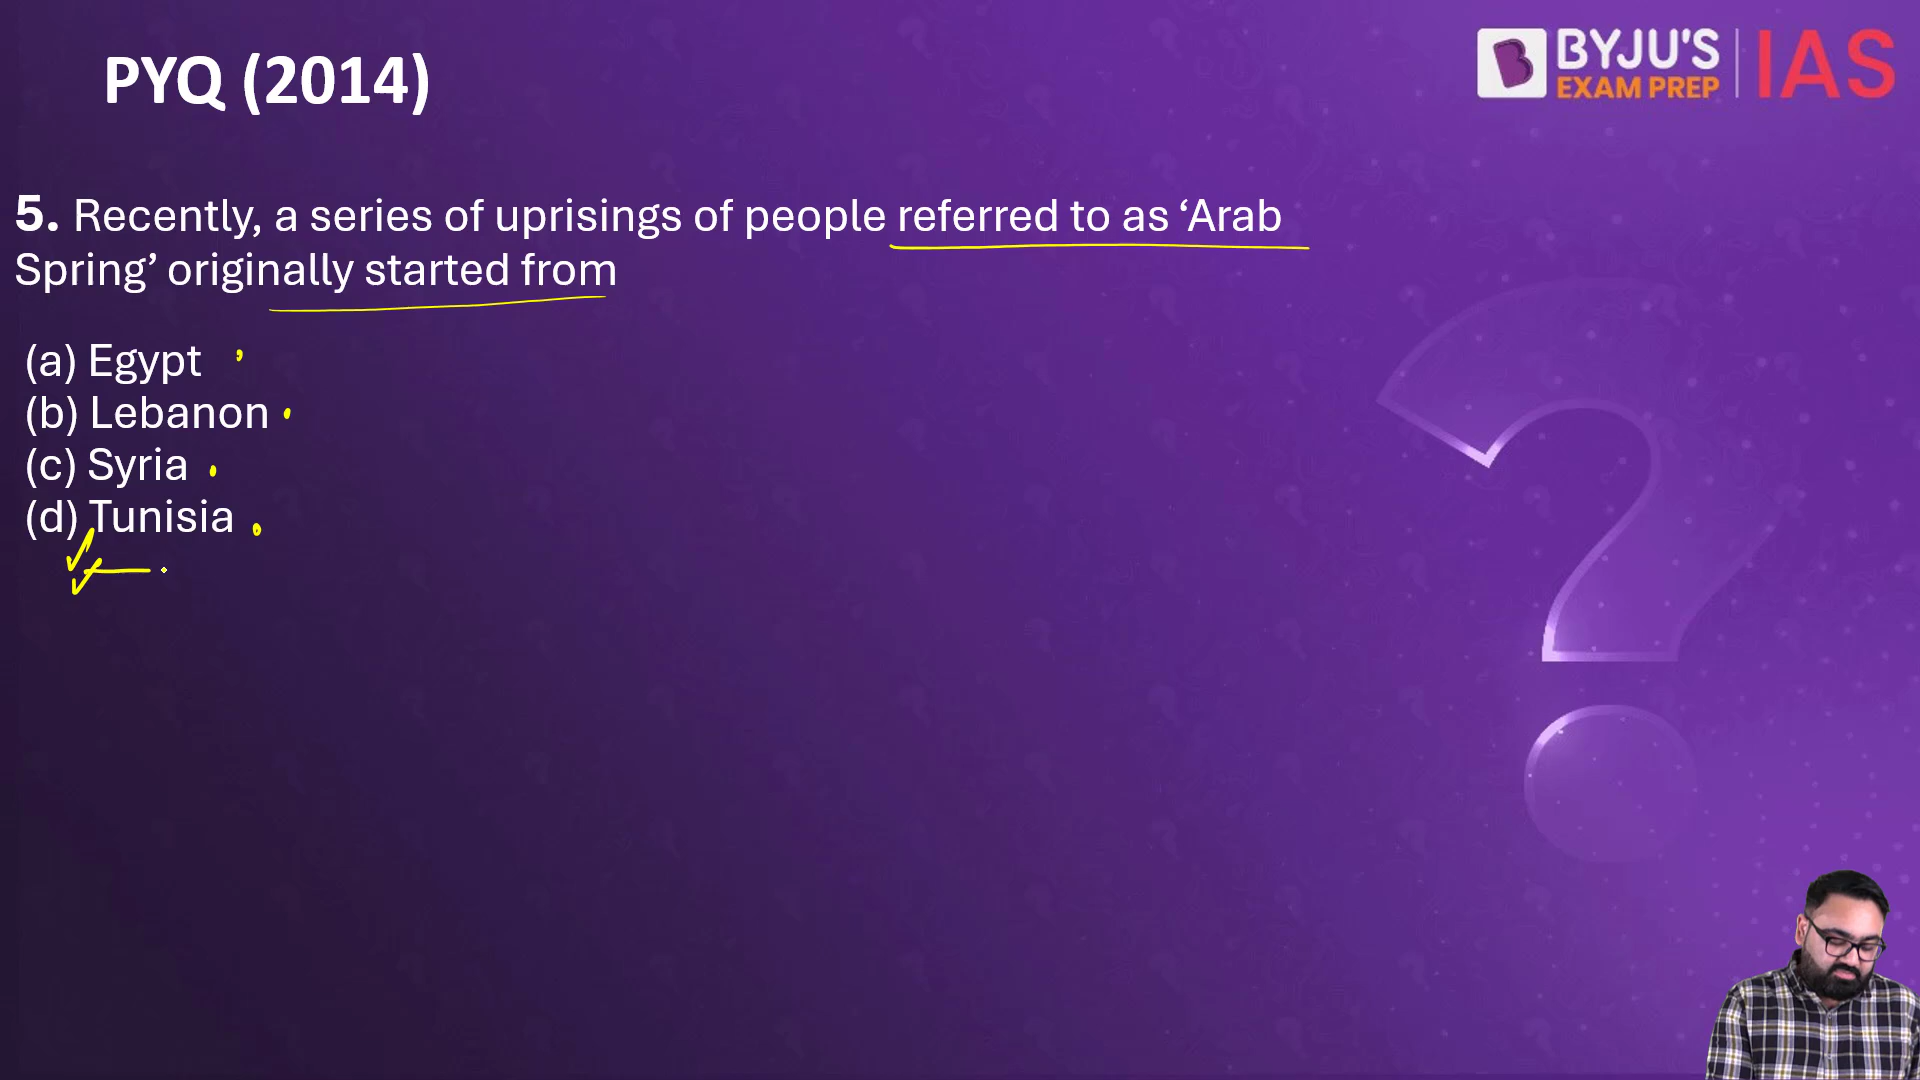 PYQ (2014)
BYJU'S
EXAM PREP
IAS
5. Recently, a series of uprisings of people referred to as ‘Arab
Spring’ originally started from
(a) Egypt
(b) Lebanon
(c) Syria
(d) Tunisia